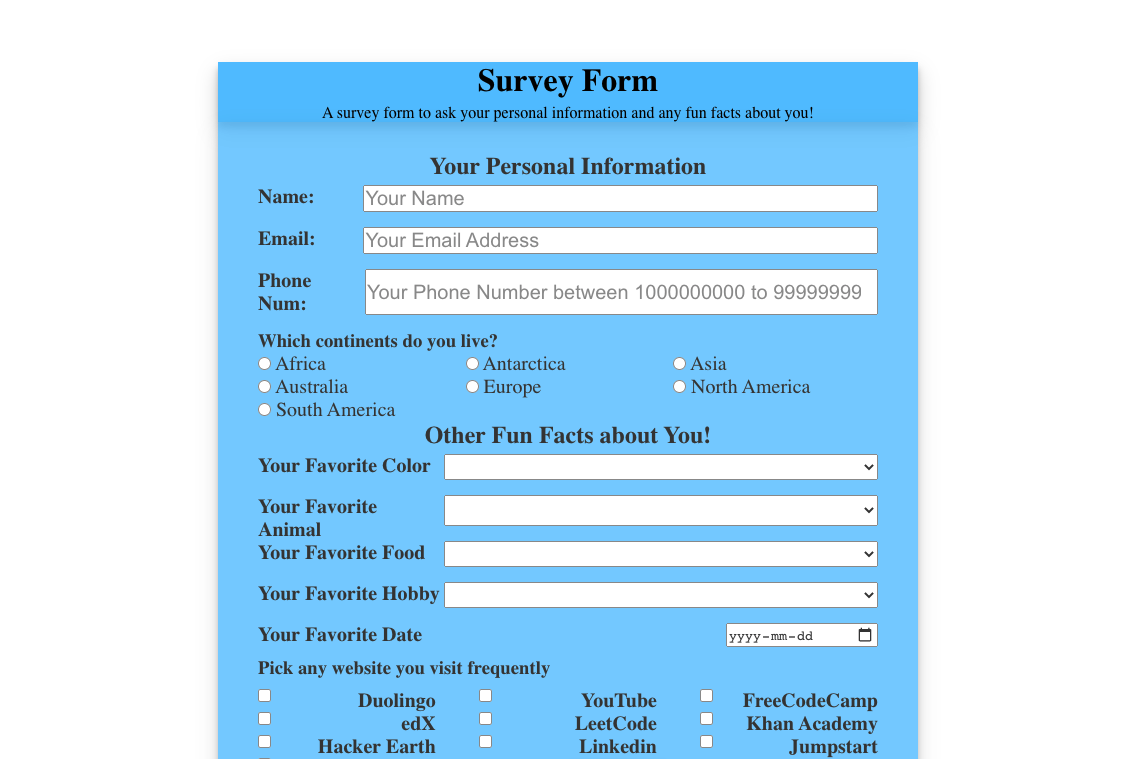 Survey Form
A survey form to ask your personal information and any fun facts about you!
Your Personal Information
Name: Your Name
Email: Your Email Address
Phone
Num: Your Phone Number between 1000000000 to 99999999
Which continents do you live?
Africa Antarctica Asia
Australia Europe North America
South America
Other Fun Facts about You!
Your Favorite Color
Your Favorite
Animal
Your Favorite Food
Your Favorite Hobby
Your Favorite Date yyyy-mm-dd
Pick any website you visit frequently
Duolingo YouTube FreeCodeCamp
edX LeetCode Khan Academy
Hacker Earth Linkedin Jumpstart